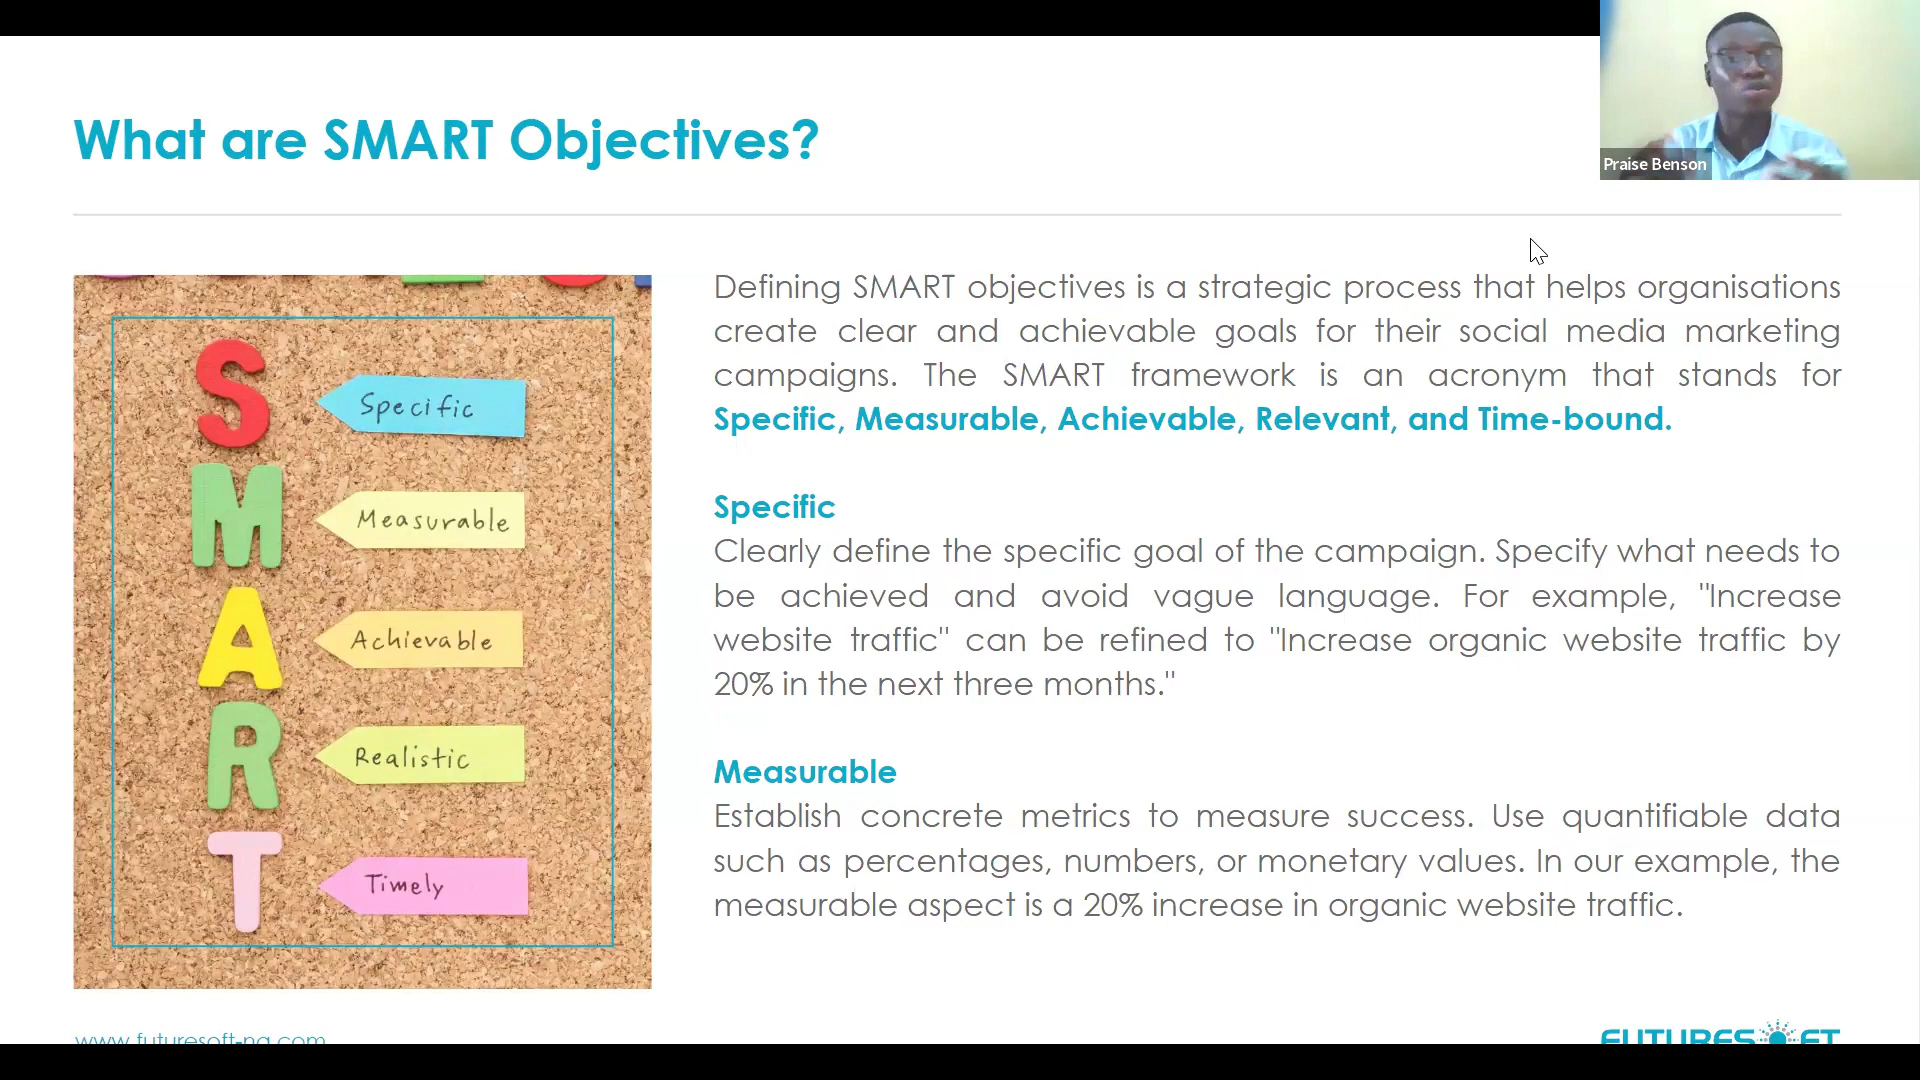 What are SMART Objectives?
Praise Benson
S
Specific
M
Measurable
A
Achievable
R
Realistic
T
Timely
Defining SMART objectives is a strategic process that helps organisations
create clear and achievable goals for their social media marketing
campaigns. The SMART framework is an acronym that stands for
Specific, Measurable, Achievable, Relevant, and Time-bound.
Specific
Clearly define the specific goal of the campaign. Specify what needs to
be achieved and avoid vague language. For example, "Increase
website traffic" can be refined to "Increase organic website traffic by
20% in the next three months."
Measurable
Establish concrete metrics to measure success. Use quantifiable data
such as percentages, numbers, or monetary values. In our example, the
measurable aspect is a 20% increase in organic website traffic.
www.futuresoft-ng.com
FUTURESOFT